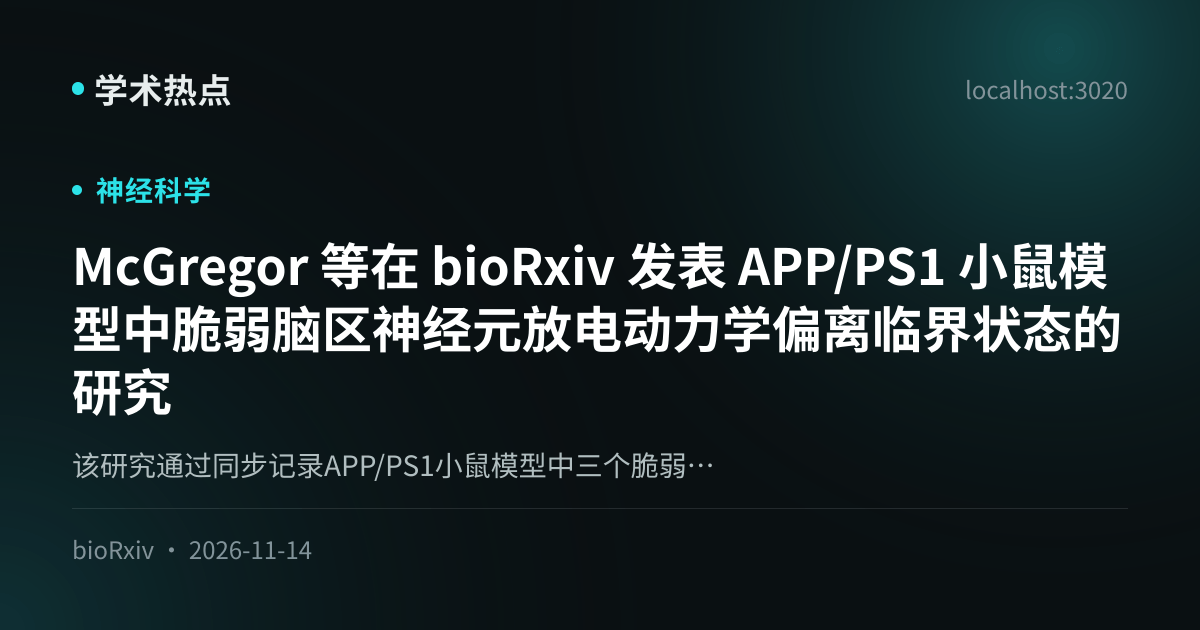 学术热点
localhost:3020
神经科学
McGregor 等在 bioRxiv 发表 APP/PS1 小鼠模
型中脆弱脑区神经元放电动力学偏离临界状态的
研究
该研究通过同步记录APP/PS1小鼠模型中三个脆弱…
bioRxiv • 2026-11-14